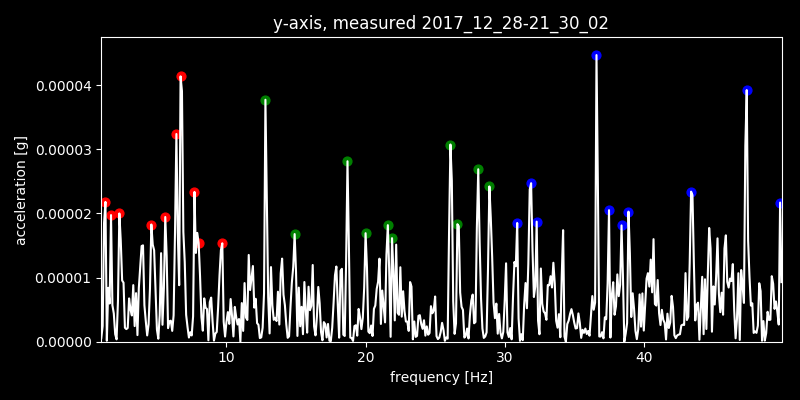 y-axis, measured 2017_12_28-21_30_02
acceleration [g]
0.00004
0.00003
0.00002
0.00001
0.00000
10 20 30 40
frequency [Hz]